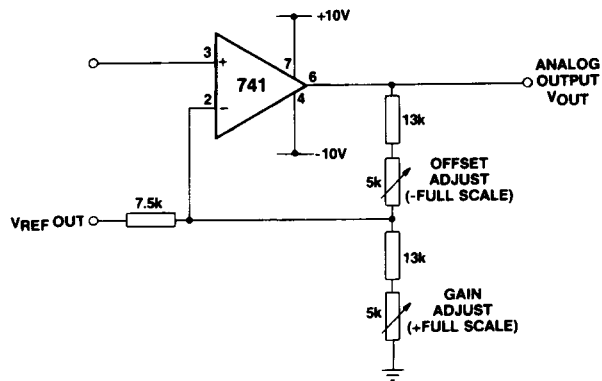 +10V
3
+
7
741
6
2
-
4
-10V
ANALOG
OUTPUT
VOUT
13k
5k
OFFSET
ADJUST
(-FULL SCALE)
VREF OUT
7.5k
13k
5k
GAIN
ADJUST
(+FULL SCALE)